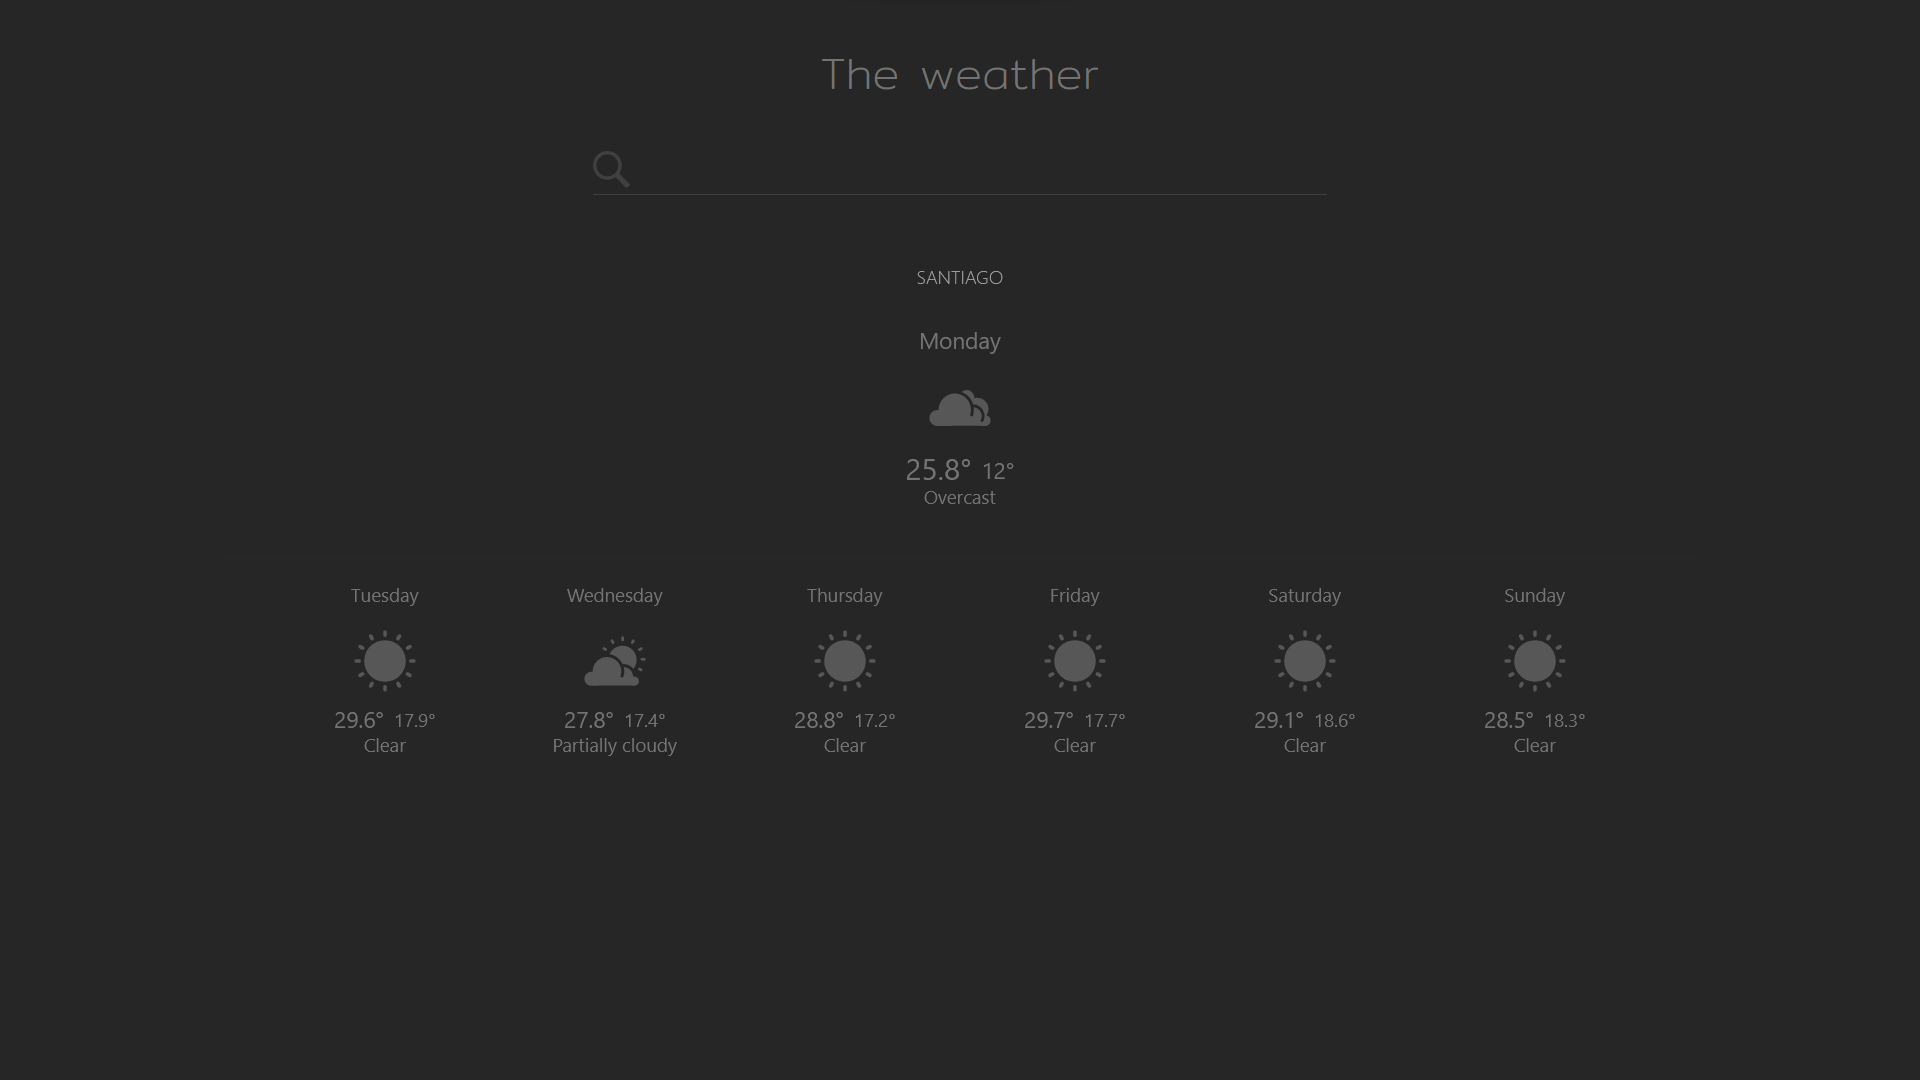 The weather
SANTIAGO
Monday
25.8° 12°
Overcast
Tuesday
29.6° 17.9°
Clear
Wednesday
27.8° 17.4°
Partially cloudy
Thursday
28.8° 17.2°
Clear
Friday
29.7° 17.7°
Clear
Saturday
29.1° 18.6°
Clear
Sunday
28.5° 18.3°
Clear